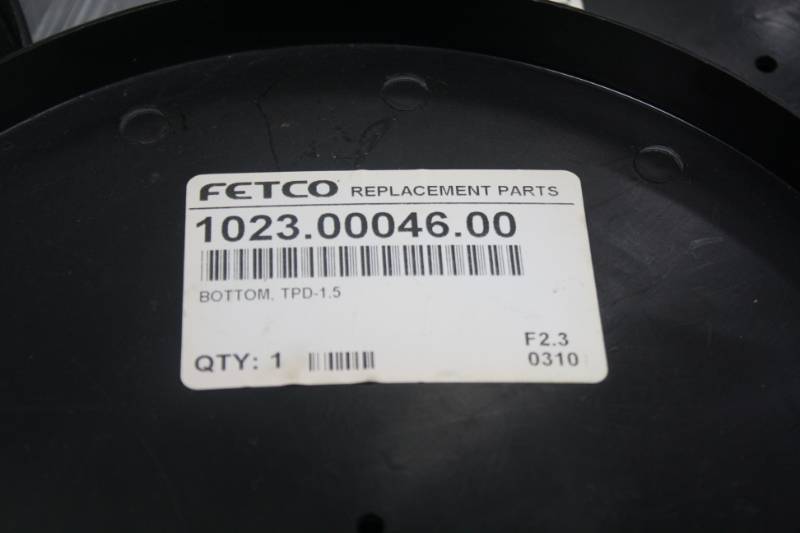 FETCO REPLACEMENT PARTS
1023.00046.00
BOTTOM, TPD-1.5
F2.3
QTY: 1 0310